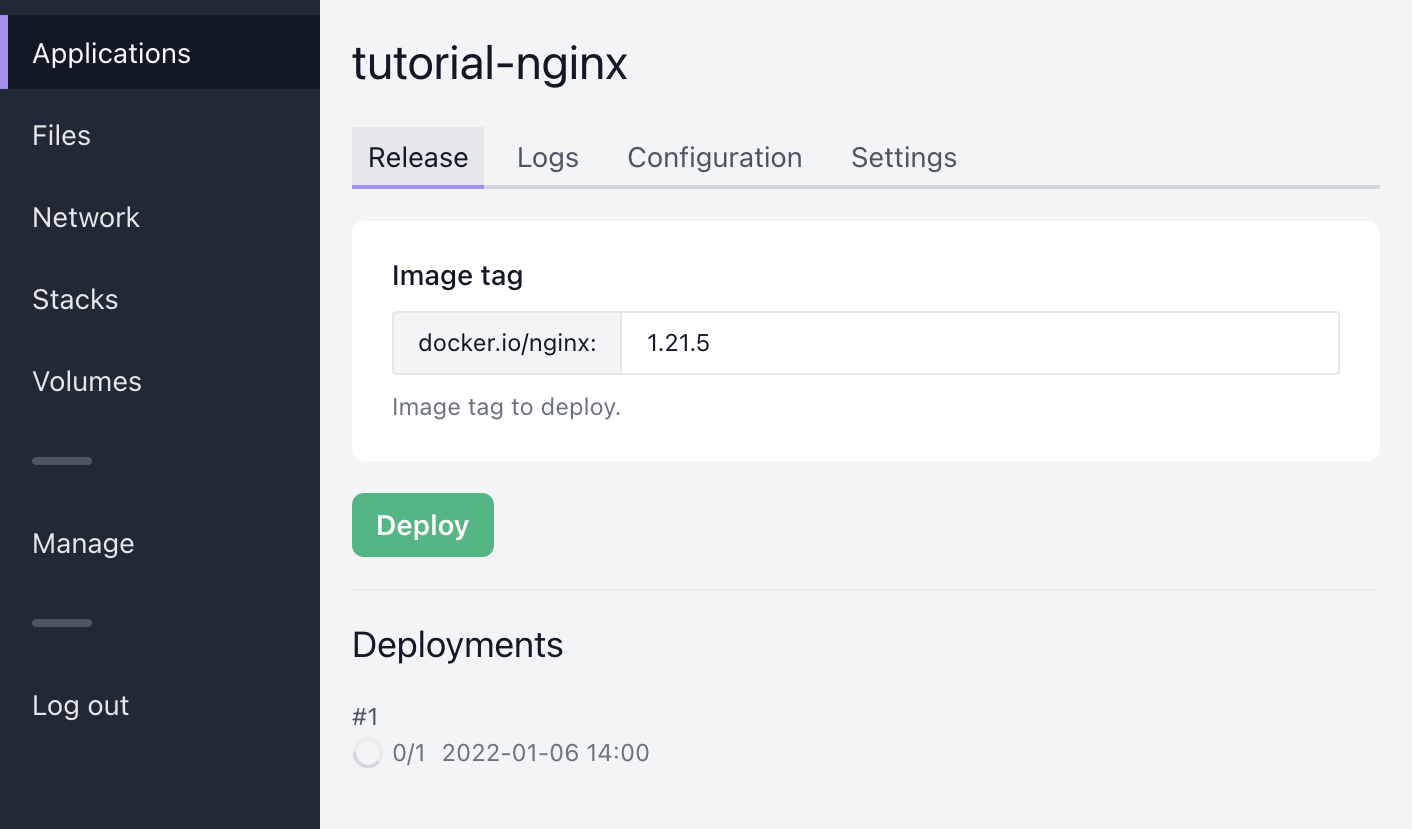 Applications
Files
Network
Stacks
Volumes
Manage
Log out
tutorial-nginx
Release Logs Configuration Settings
Image tag
docker.io/nginx: 1.21.5
Image tag to deploy.
Deploy
Deployments
#1
0/1 2022-01-06 14:00